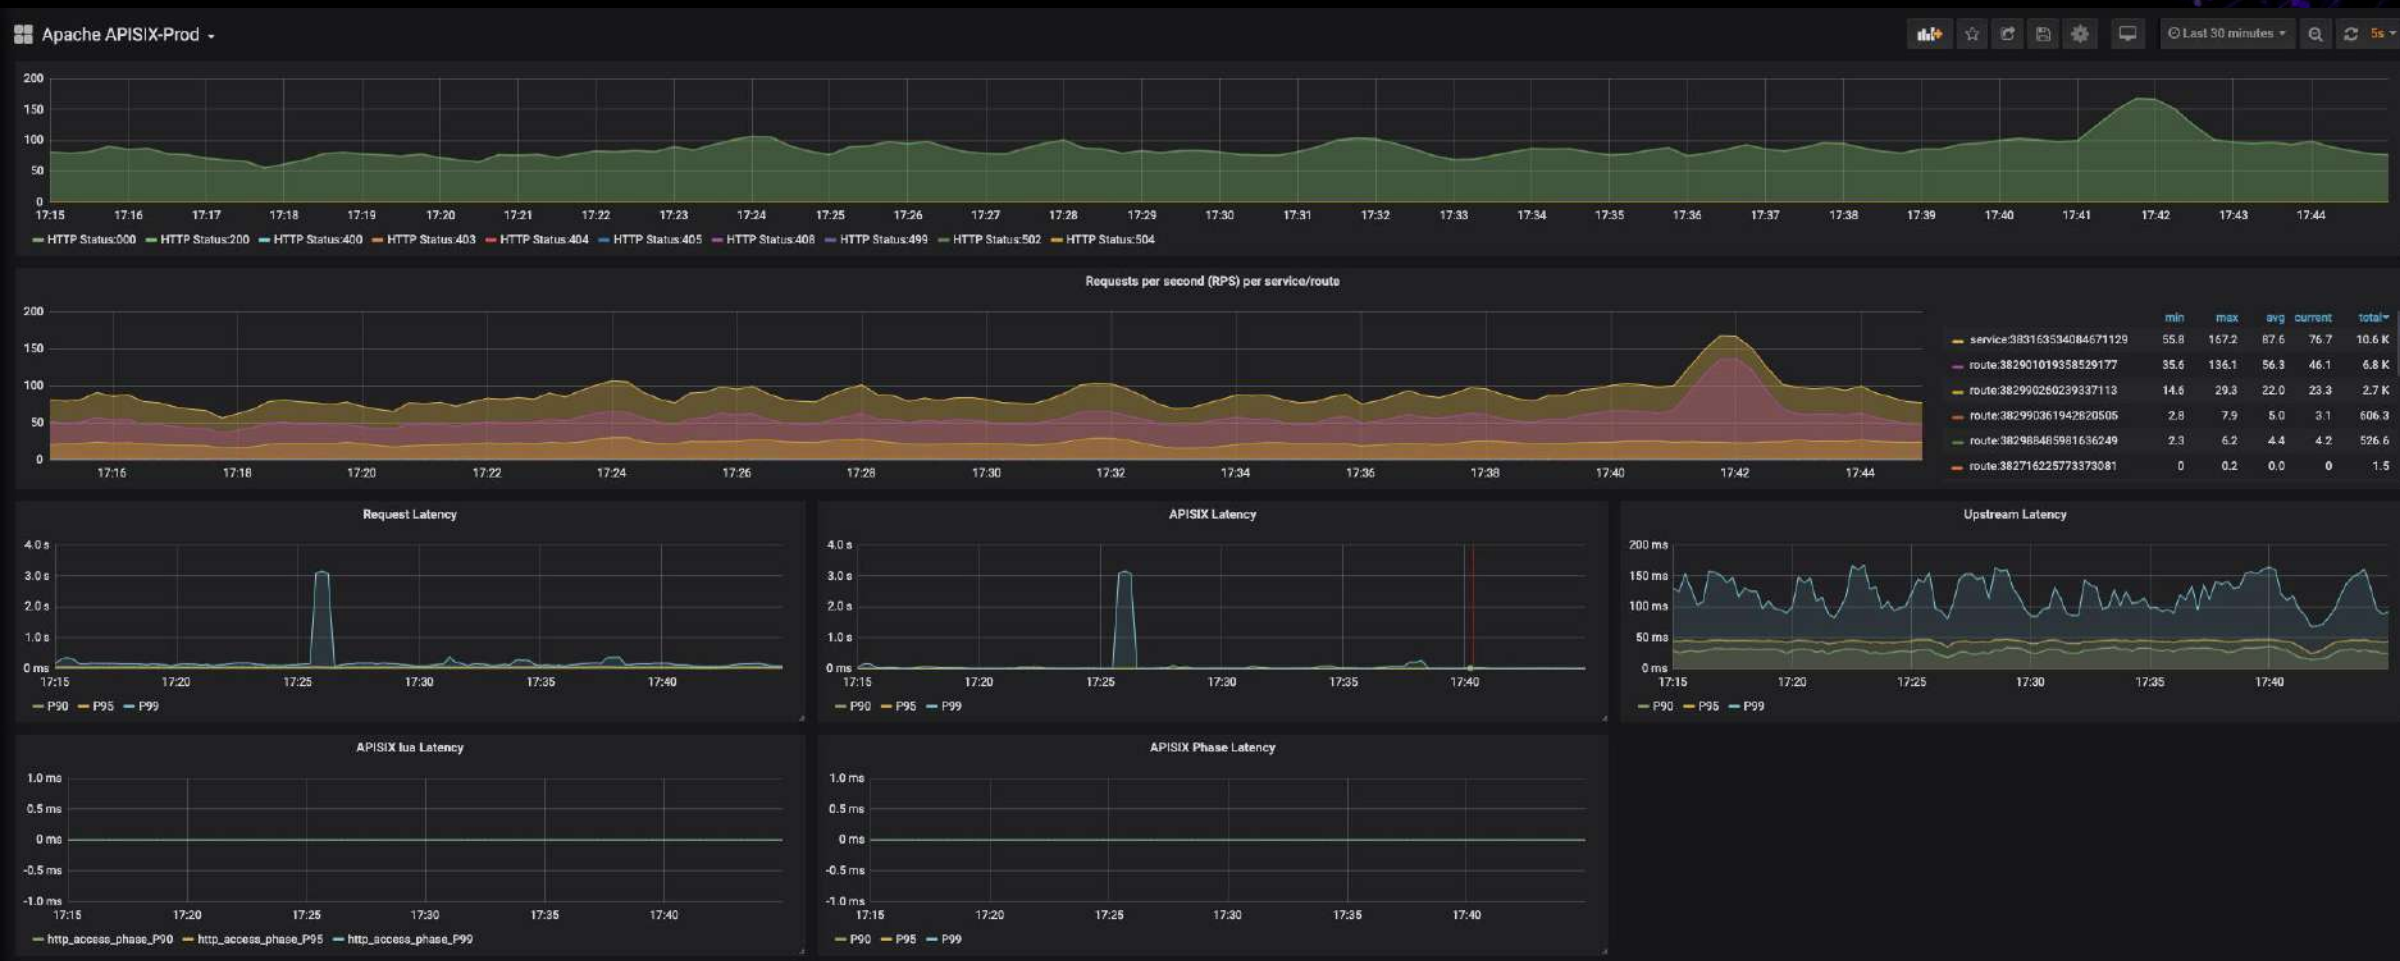 Apache APISIX-Prod
Last 30 minutes
5s
200
150
100
50
0
17:15 17:16 17:17 17:18 17:19 17:20 17:21 17:22 17:23 17:24 17:25 17:26 17:27 17:28 17:29 17:30 17:31 17:32 17:33 17:34 17:35 17:36 17:37 17:38 17:39 17:40 17:41 17:42 17:43 17:44
HTTP Status:000 HTTP Status:200 HTTP Status:400 HTTP Status:403 HTTP Status:404 HTTP Status:405 HTTP Status:408 HTTP Status:499 HTTP Status:502 HTTP Status:504
Requests per second (RPS) per service/route
200
150
100
50
0
17:16 17:18 17:20 17:22 17:24 17:26 17:28 17:30 17:32 17:34 17:36 17:38 17:40 17:42 17:44
min max avg current total
service:383163534084671129 55.8 167.2 87.6 76.7 10.6 K
route:382901019358529177 35.6 136.1 56.3 46.1 6.8 K
route:382990260239337113 14.6 29.3 22.0 23.3 2.7 K
route:382990361942820505 2.8 7.9 5.0 3.1 606.3
route:382988485981636249 2.3 6.2 4.4 4.2 526.6
route:382716225773373081 0 0.2 0.0 0 1.5
Request Latency
4.0 s
3.0 s
2.0 s
1.0 s
0 ms
17:15 17:20 17:25 17:30 17:35 17:40
P90 P95 P99
APISIX Latency
4.0 s
3.0 s
2.0 s
1.0 s
0 ms
17:15 17:20 17:25 17:30 17:35 17:40
P90 P95 P99
Upstream Latency
200 ms
150 ms
100 ms
50 ms
0 ms
17:15 17:20 17:25 17:30 17:35 17:40
P90 P95 P99
APISIX lua Latency
1.0 ms
0.5 ms
0 ms
-0.5 ms
-1.0 ms
17:15 17:20 17:25 17:30 17:35 17:40
http_access_phase_P90 http_access_phase_P95 http_access_phase_P99
APISIX Phase Latency
1.0 ms
0.5 ms
0 ms
-0.5 ms
-1.0 ms
17:15 17:20 17:25 17:30 17:35 17:40
P90 P95 P99